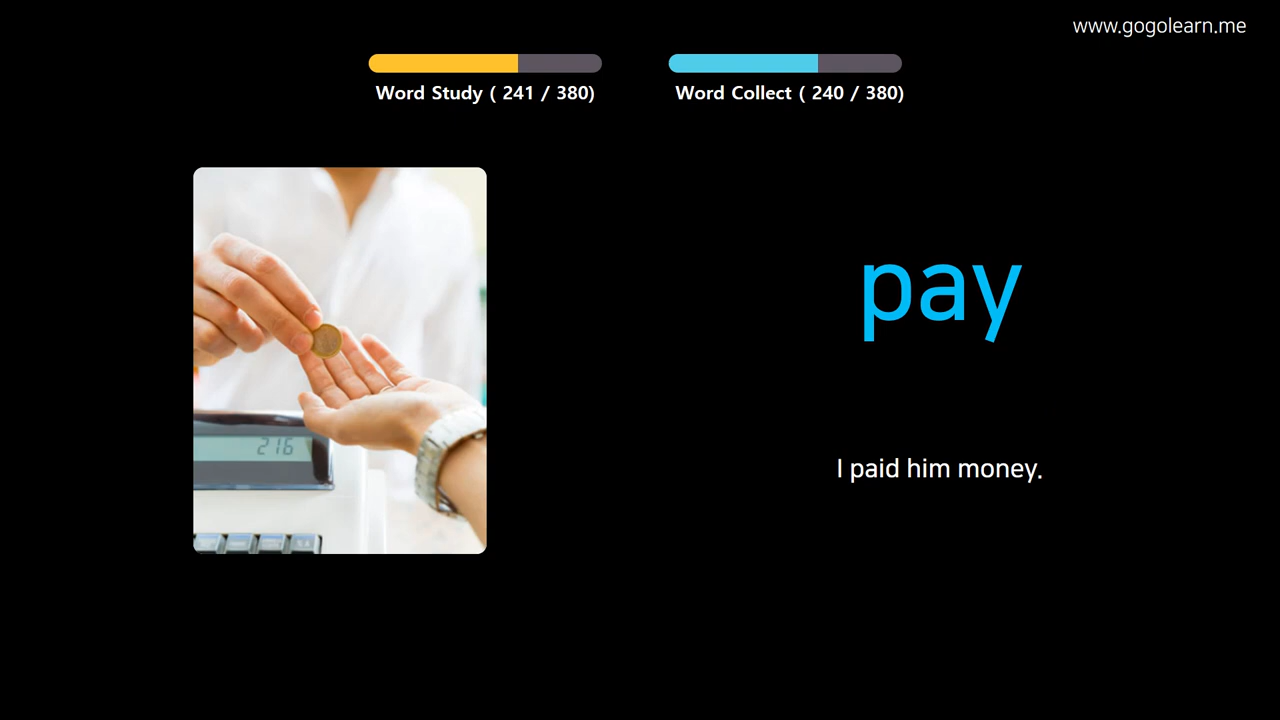 www.gogolearn.me
Word Study ( 241 / 380)
Word Collect ( 240 / 380)
pay
216
I paid him money.